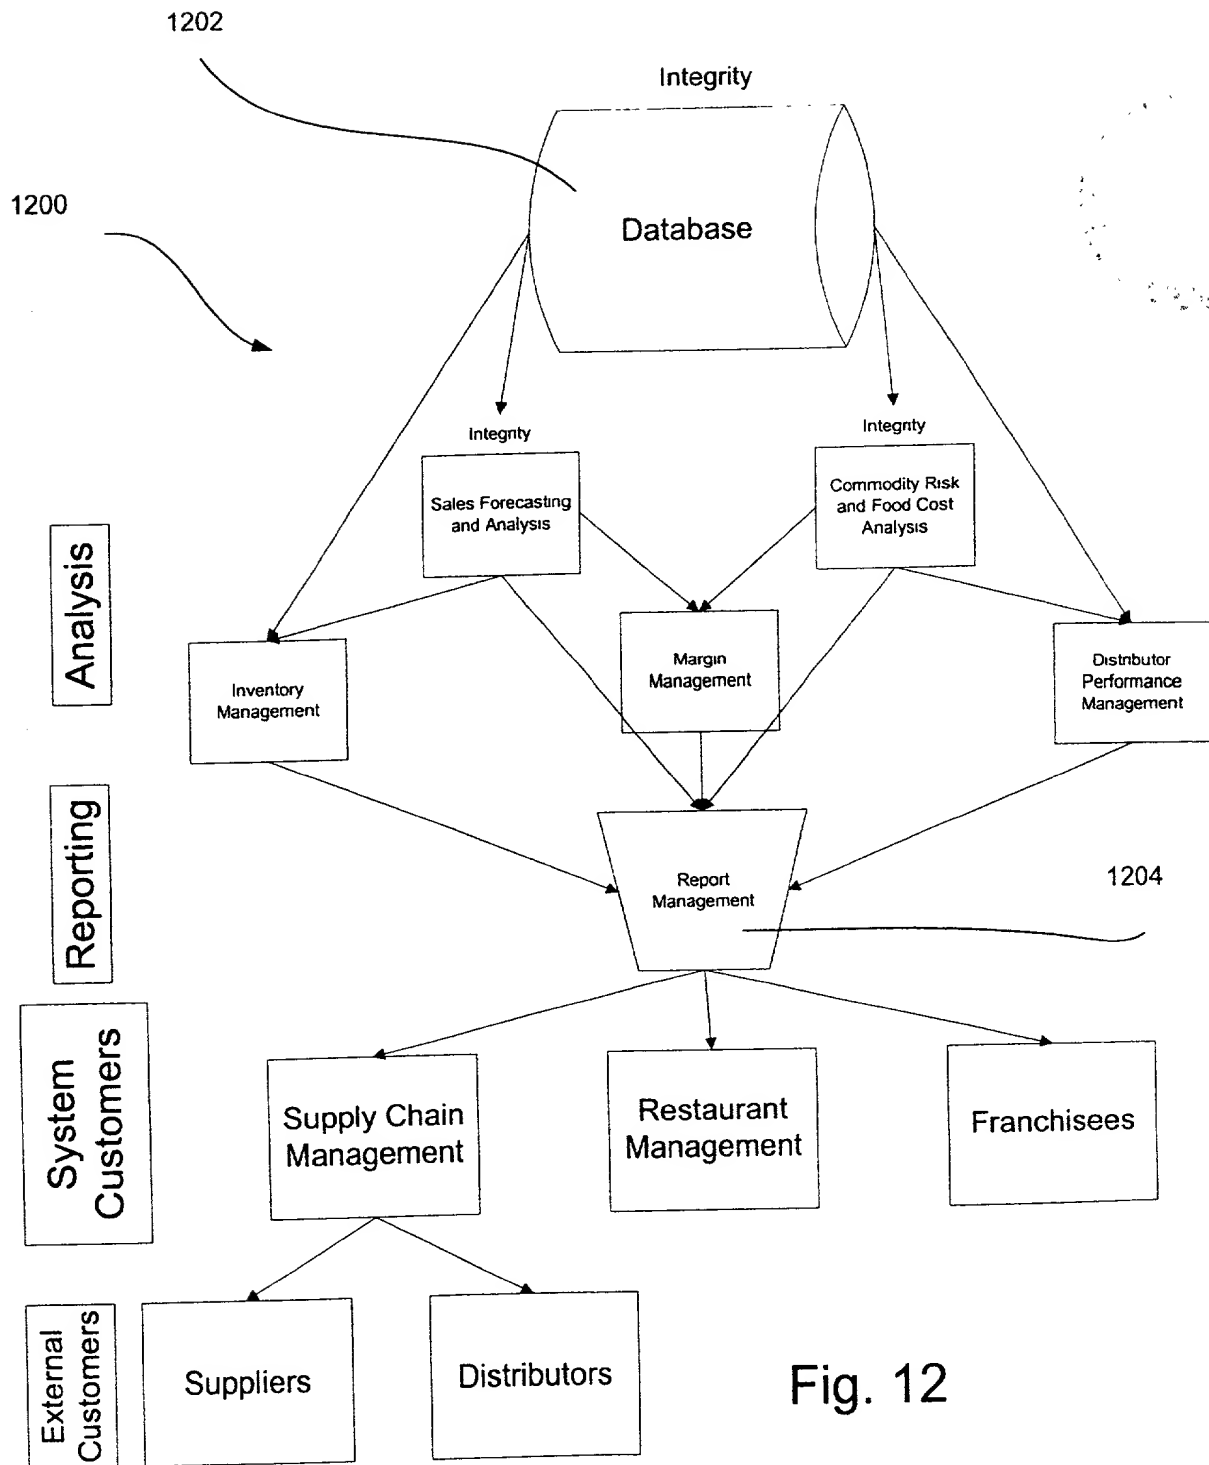 1202
Integrity
1200
Database
Integrity
Integrity
Sales Forecasting
and Analysis
Commodity Risk
and Food Cost
Analysis
Analysis
Inventory
Management
Margin
Management
Distributor
Performance
Management
Reporting
Report
Management
1204
System
Customers
Supply Chain
Management
Restaurant
Management
Franchisees
External
Customers
Suppliers
Distributors
Fig. 12